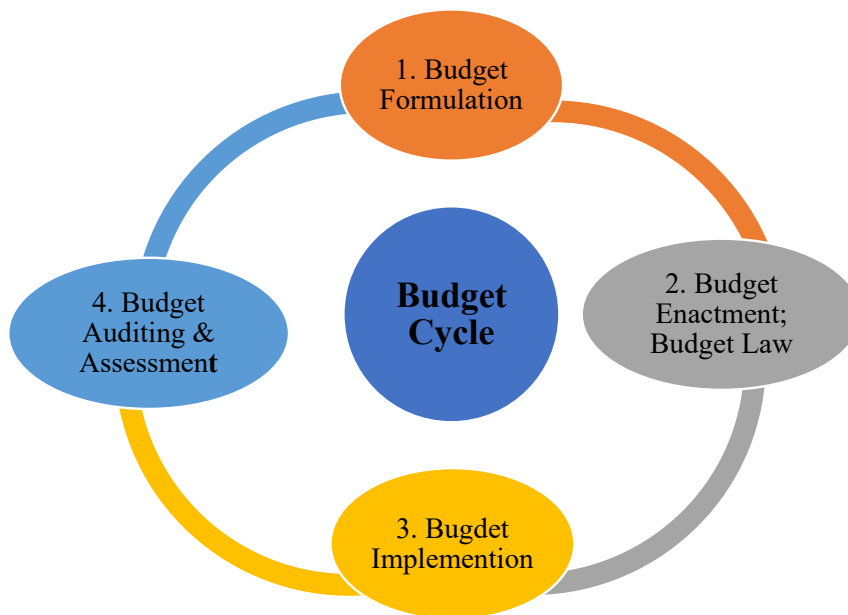 1. Budget
Formulation
Budget
Cycle
2. Budget
Enactment;
Budget Law
3. Bugdet
Implemention
4. Budget
Auditing &
Assessment